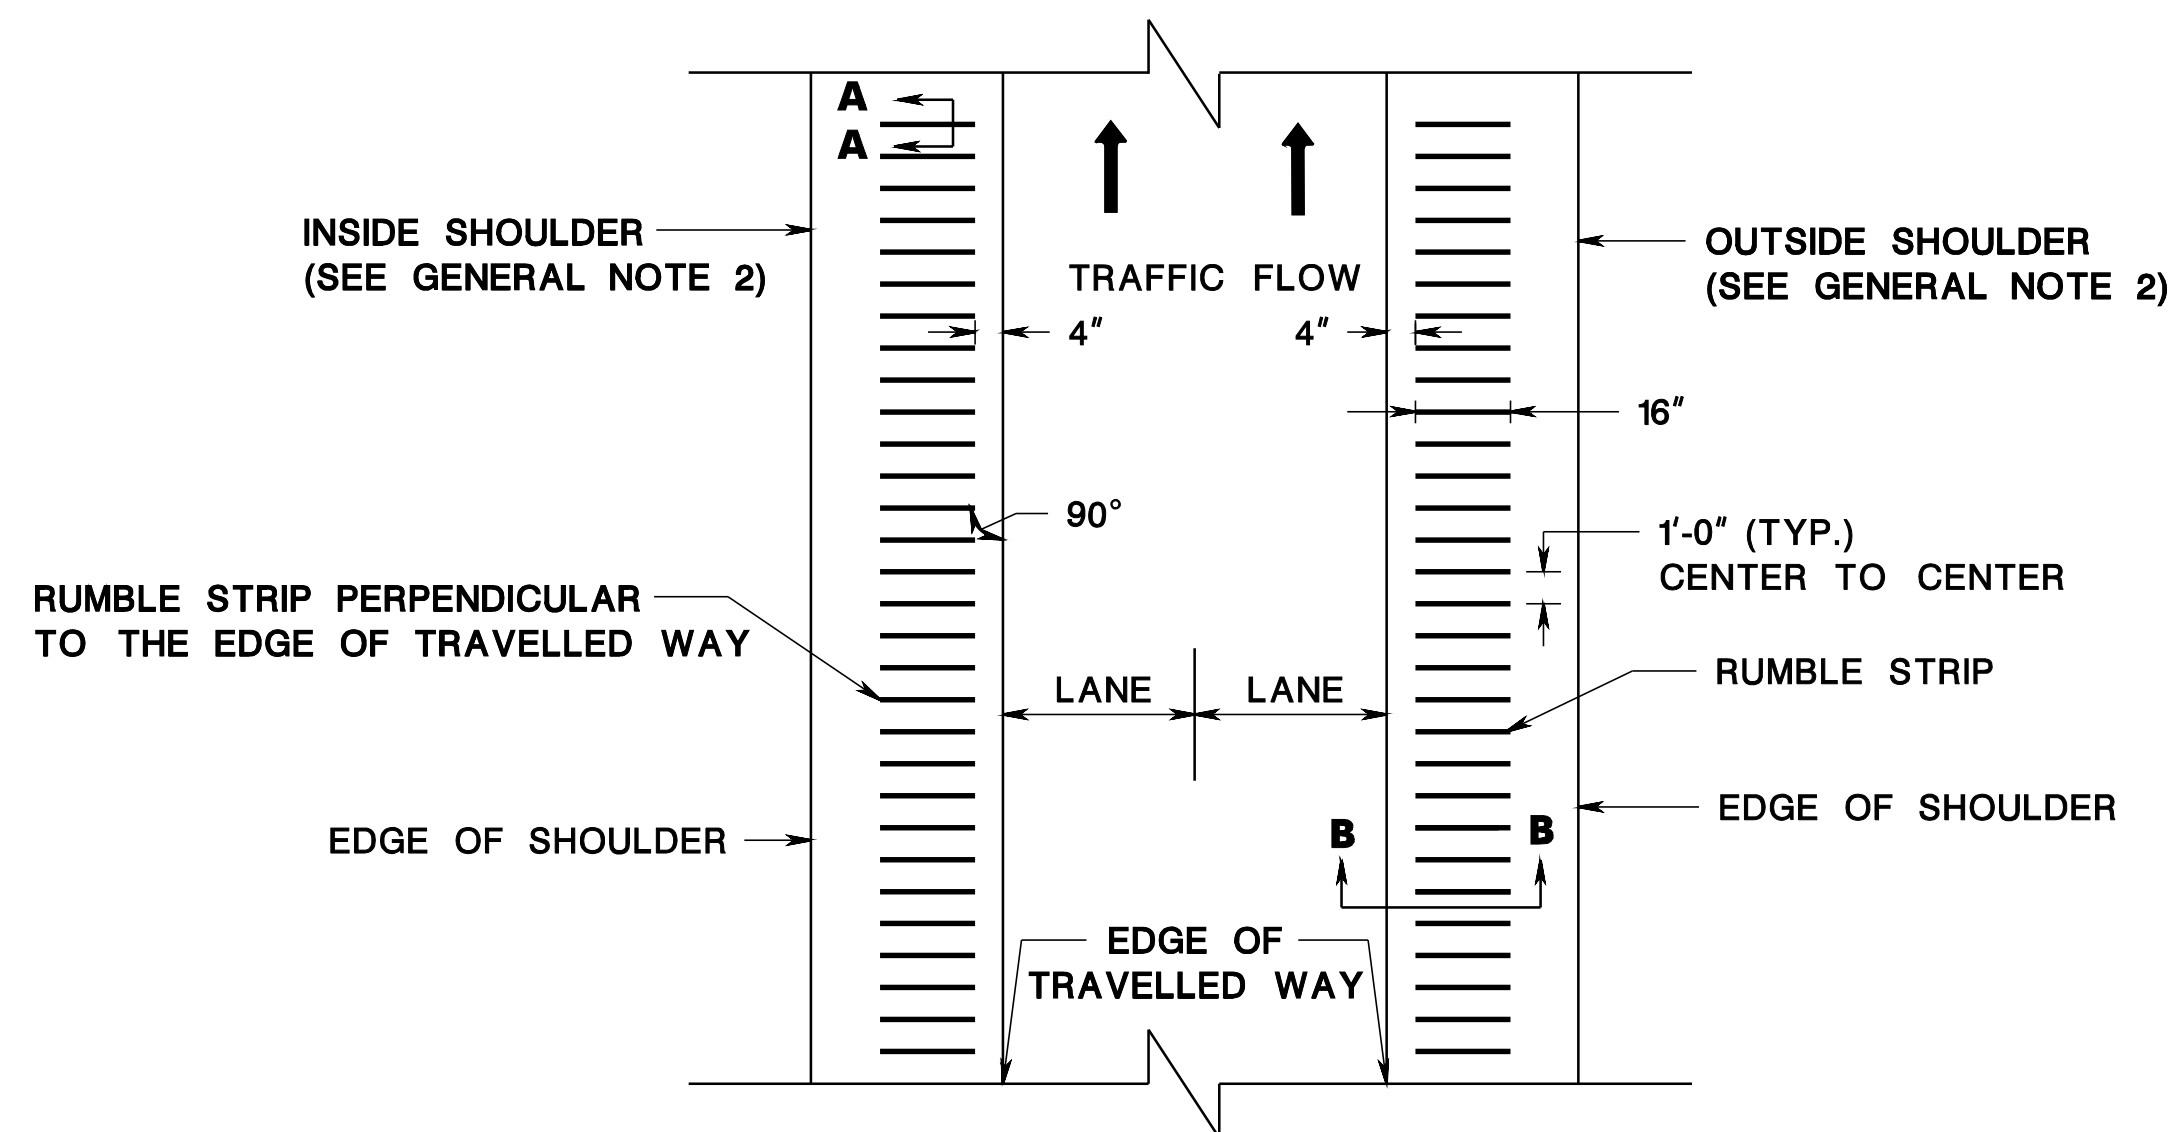 A
A
INSIDE SHOULDER
(SEE GENERAL NOTE 2)
OUTSIDE SHOULDER
(SEE GENERAL NOTE 2)
TRAFFIC FLOW
4"
4"
16"
90°
1'-0" (TYP.)
CENTER TO CENTER
RUMBLE STRIP PERPENDICULAR
TO THE EDGE OF TRAVELLED WAY
RUMBLE STRIP
LANE
LANE
EDGE OF SHOULDER
B
B
EDGE OF SHOULDER
EDGE OF
TRAVELLED WAY